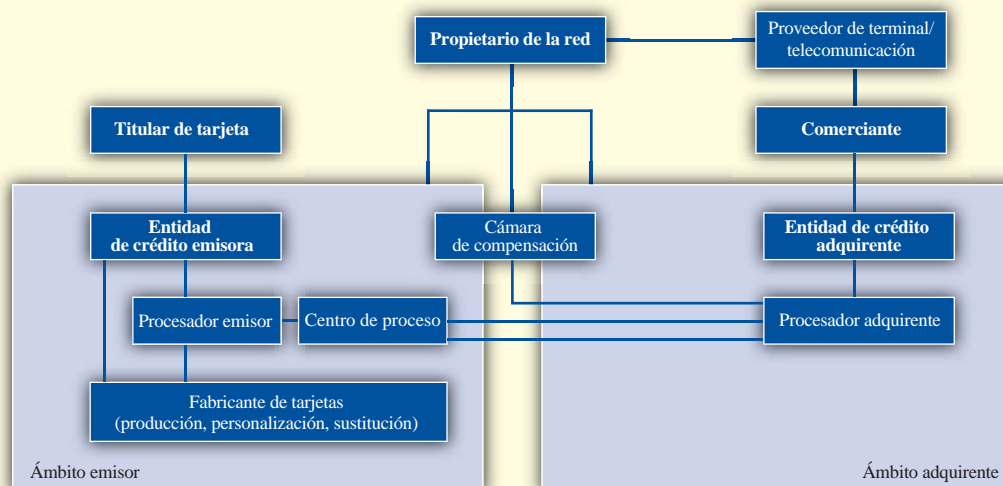 Propietario de la red
Proveedor de terminal/
telecomunicación
Titular de tarjeta
Comerciante
Entidad
de crédito emisora
Cámara
de compensación
Entidad de crédito
adquirente
Procesador emisor
Centro de proceso
Procesador adquirente
Fabricante de tarjetas
(producción, personalización, sustitución)
Ámbito emisor
Ámbito adquirente